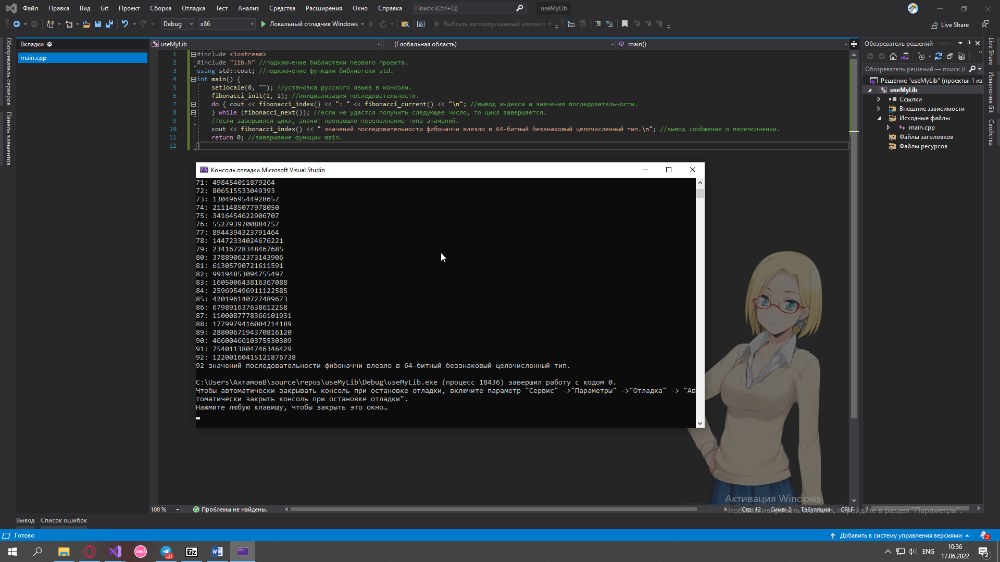 Файл Правка Вид Git Проект Сборка Отладка Тест Анализ Средства Расширения Окно Справка Поиск (Ctrl+Q) useMyLib
Debug x86 Локальный отладчик Windows Выбрать автозапускаемый элемент Live Share
Обозреватель серверов
Панель элементов
Вкладки
main.cpp
useMyLib (Глобальная область) main()
1 #include <iostream>
2 #include "lib.h" //подключение библиотеки первого проекта.
3 using std::cout; //подключение функции библиотеки std.
4 int main() {
5 setlocale(0, ""); //установка русского языка в консоли.
6 fibonacci_init(1, 1); //инициализация последовательности.
7 do { cout << fibonacci_index() << ": " << fibonacci_current() << "\n"; //вывод индекса и значения последовательности.
8 } while (fibonacci_next()); //если не удастся получить следующее число, то цикл завершается.
9 //если завершился цикл, значит произошло переполнение типа значений.
10 cout << fibonacci_index() << " значений последовательности фибоначчи влезло в 64-битный беззнаковый целочисленный тип.\n"; //вывод сообщения о переполнении.
11 return 0; //завершение функции main.
12 }
Консоль отладки Microsoft Visual Studio
71: 498454011879264
72: 806515533049393
73: 1304969544928657
74: 2111485077978050
75: 3416454622906707
76: 5527939700884757
77: 8944394323791464
78: 14472334024676221
79: 23416728348467685
80: 37889062373143906
81: 61305790721611591
82: 99194853094755497
83: 160500643816367088
84: 259695496911122585
85: 420196140727489673
86: 679891637638612258
87: 1100087778366101931
88: 1779979416004714189
89: 2880067194370816120
90: 4660046610375530309
91: 7540113804746346429
92: 12200160415121876738
92 значений последовательности фибоначчи влезло в 64-битный беззнаковый целочисленный тип.
C:\Users\АхтамовВ\source\repos\useMyLib\Debug\useMyLib.exe (процесс 18436) завершил работу с кодом 0.
Чтобы автоматически закрывать консоль при остановке отладки, включите параметр "Сервис" ->"Параметры" ->"Отладка" -> "Ав
томатически закрыть консоль при остановке отладки".
Нажмите любую клавишу, чтобы закрыть это окно…
Обозреватель решений
Обозреватель решений — поиск (
Решение "useMyLib" (проекты: 1 из
useMyLib
Ссылки
Внешние зависимости
Исходные файлы
main.cpp
Файлы заголовков
Файлы ресурсов
Live Share
Изменения Git
Свойства
Активация Windows
Чтобы активировать Windows, перейдите в раздел "Параметры".
100 % Проблемы не найдены. Стр: 12 Симв: 2 Табуляция CRLF
Вывод Список ошибок
Готово Добавить в систему управления версиями 2
osu! 21 7z W ENG 10:36
17.06.2022 2